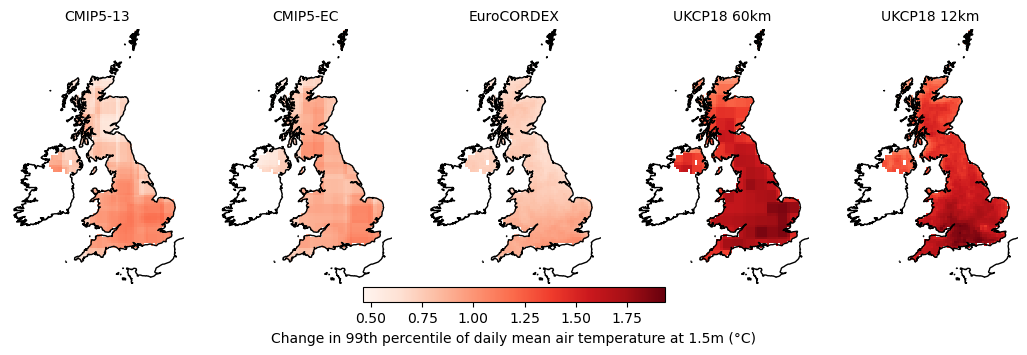 CMIP5-13 CMIP5-EC EuroCORDEX UKCP18 60km UKCP18 12km
0.50 0.75 1.00 1.25 1.50 1.75
Change in 99th percentile of daily mean air temperature at 1.5m (°C)